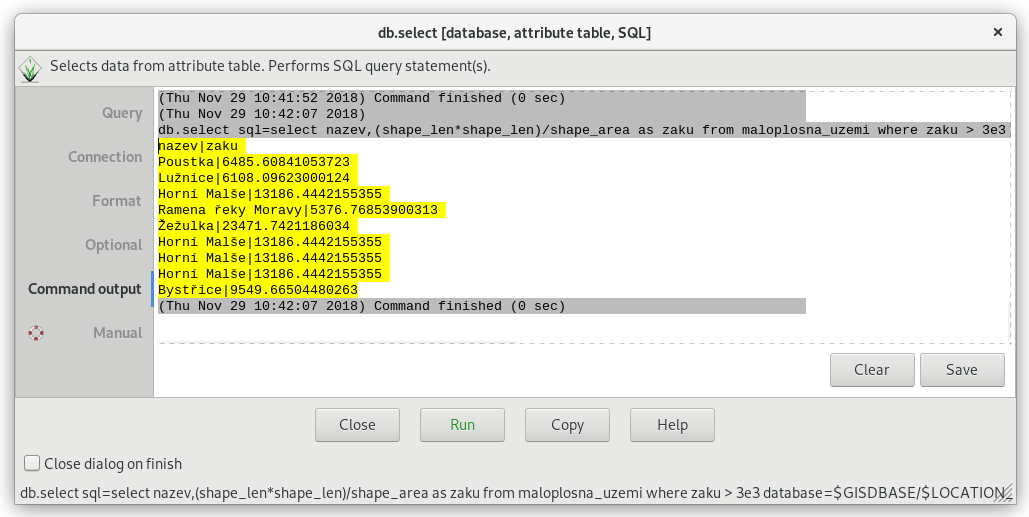 db.select [database, attribute table, SQL]
×
Selects data from attribute table. Performs SQL query statement(s).
Query
Connection
Format
Optional
Command output
Manual
(Thu Nov 29 10:41:52 2018) Command finished (0 sec)
(Thu Nov 29 10:42:07 2018)
db.select sql=select nazev,(shape_len*shape_len)/shape_area as zaku from maloplosna_uzemi where zaku > 3e3
nazev|zaku
Poustka|6485.60841053723
Lužnice|6108.09623000124
Horní Malše|13186.4442155355
Ramena řeky Moravy|5376.76853900313
Žežulka|23471.7421186034
Horní Malše|13186.4442155355
Horní Malše|13186.4442155355
Horní Malše|13186.4442155355
Bystřice|9549.66504480263
(Thu Nov 29 10:42:07 2018) Command finished (0 sec)
Clear
Save
Close
Run
Copy
Help
Close dialog on finish
db.select sql=select nazev,(shape_len*shape_len)/shape_area as zaku from maloplosna_uzemi where zaku > 3e3 database=$GISDBASE/$LOCATION_